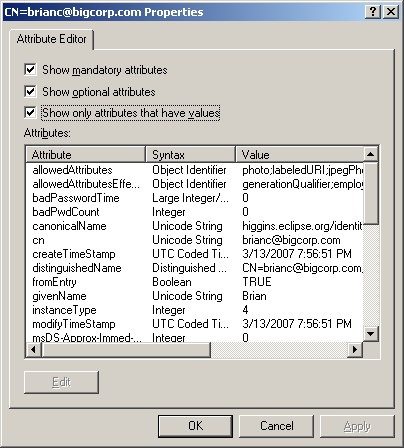 CN=brianc@bigcorp.com Properties
Attribute Editor
Show mandatory attributes
Show optional attributes
Show only attributes that have values
Attributes:
Attribute Syntax Value
allowedAttributes Object Identifier photo;labeledURI;jpegPho
allowedAttributesEffe... Object Identifier generationQualifier;employ
badPasswordTime Large Integer/... 0
badPwdCount Integer 0
canonicalName Unicode String higgins.eclipse.org/identit
cn Unicode String brianc@bigcorp.com
createTimeStamp UTC Coded Ti... 3/13/2007 7:56:51 PM
distinguishedName Distinguished ... CN=brianc@bigcorp.com,
fromEntry Boolean TRUE
givenName Unicode String Brian
instanceType Integer 4
modifyTimeStamp UTC Coded Ti... 3/13/2007 7:56:51 PM
msDS-Approx-Immed-... Integer 0
Edit
OK Cancel Apply